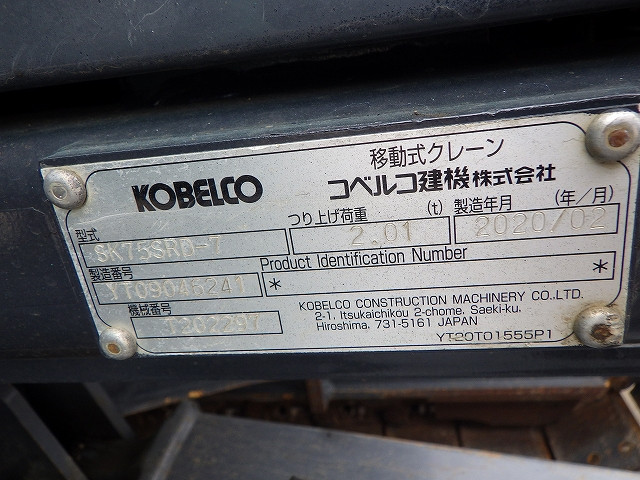 移動式クレーン
KOBELCO コベルコ建機株式会社
型式 SK75SRD-7 つり上げ荷重 (t) 2.01 製造年月 (年/月) 2020/02
製造番号 YT09045241 Product Identification Number
* *
機械番号
KOBELCO CONSTRUCTION MACHINERY CO.,LTD.
2-1, Itsukaichikou 2-chome, Saeki-ku,
Hiroshima, 731-5161 JAPAN
YT20T01555P1